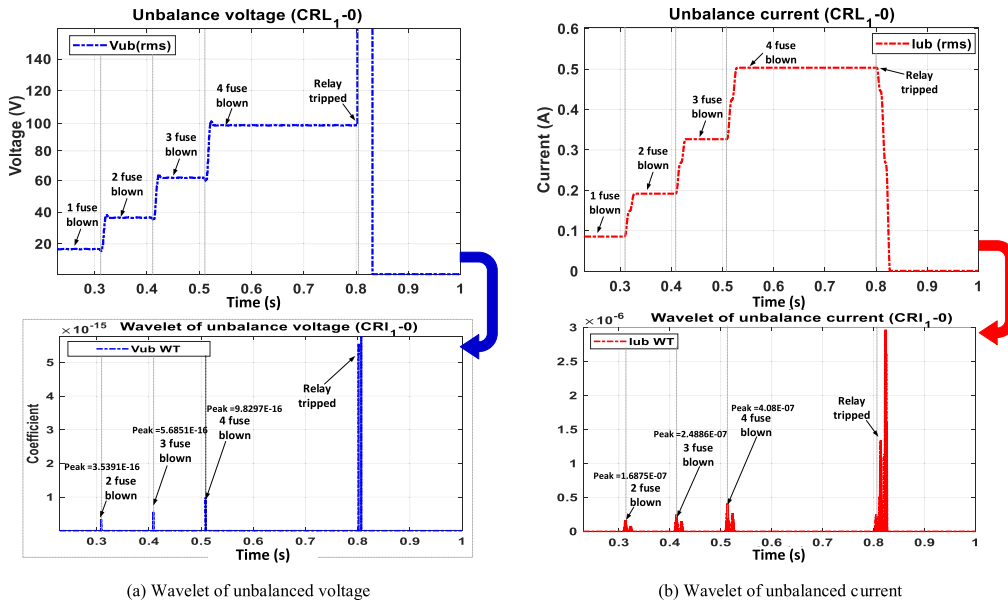 Unbalance voltage (CRL1-0)
Vub(rms)
Voltage (V)
140
120
100
80
60
40
20
1 fuse
blown
2 fuse
blown
3 fuse
blown
4 fuse
blown
Relay
tripped
0.3 0.4 0.5 0.6 0.7 0.8 0.9 1
Time (s)
Unbalance current (CRL1-0)
Iub (rms)
Current (A)
0.6
0.5
0.4
0.3
0.2
0.1
0
1 fuse
blown
2 fuse
blown
3 fuse
blown
4 fuse
blown
Relay
tripped
0.3 0.4 0.5 0.6 0.7 0.8 0.9 1
Time (s)
×10-15
Wavelet of unbalance voltage (CRI1-0)
Vub WT
Coefficient
5
4
3
2
1
Peak =3.5391E-16
2 fuse
blown
Peak =5.6851E-16
3 fuse
blown
Peak =9.8297E-16
4 fuse
blown
Relay
tripped
0.3 0.4 0.5 0.6 0.7 0.8 0.9 1
Time (s)
×10-6
Wavelet of unbalance current (CRI1-0)
Iub WT
3
2.5
2
1.5
1
0.5
0
Peak =1.6875E-07
2 fuse
blown
Peak =2.4886E-07
3 fuse
blown
Peak =4.08E-07
4 fuse
blown
Relay
tripped
0.3 0.4 0.5 0.6 0.7 0.8 0.9 1
Time (s)
(a) Wavelet of unbalanced voltage
(b) Wavelet of unbalanced current